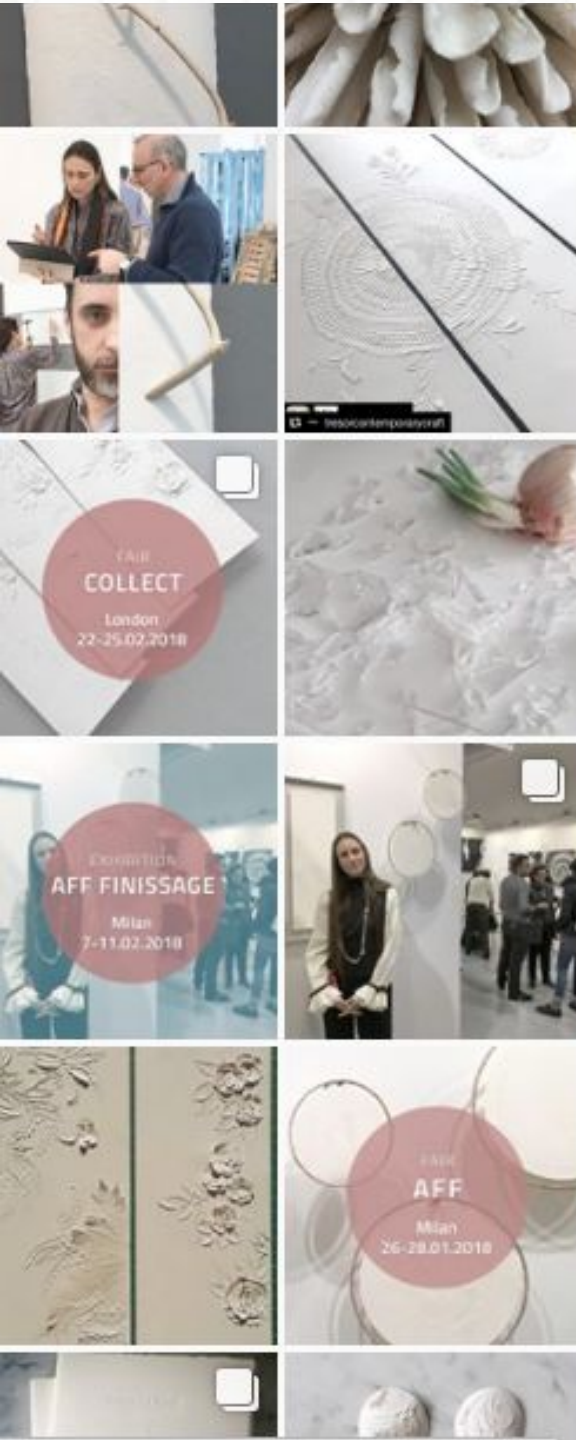 tresorcontemporarycraft
FAIR
COLLECT
London
22-25.02.2018
EXHIBITION
AFF FINISSAGE
Milan
7-11.02.2018
FAIR
AFF
Milan
26-28.01.2018